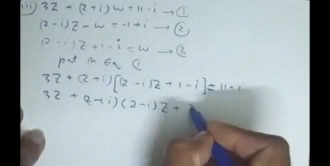 iii) 3Z + (2+i)w = 11-i → ①
(2-i)Z - w = -1+i → ②
(2-i)Z + 1 - i = w → ③
put in Eq ①
3Z + (2+i)[(2-i)Z + 1 - i] = 11-i
3Z + (2+i)(2-i)Z +